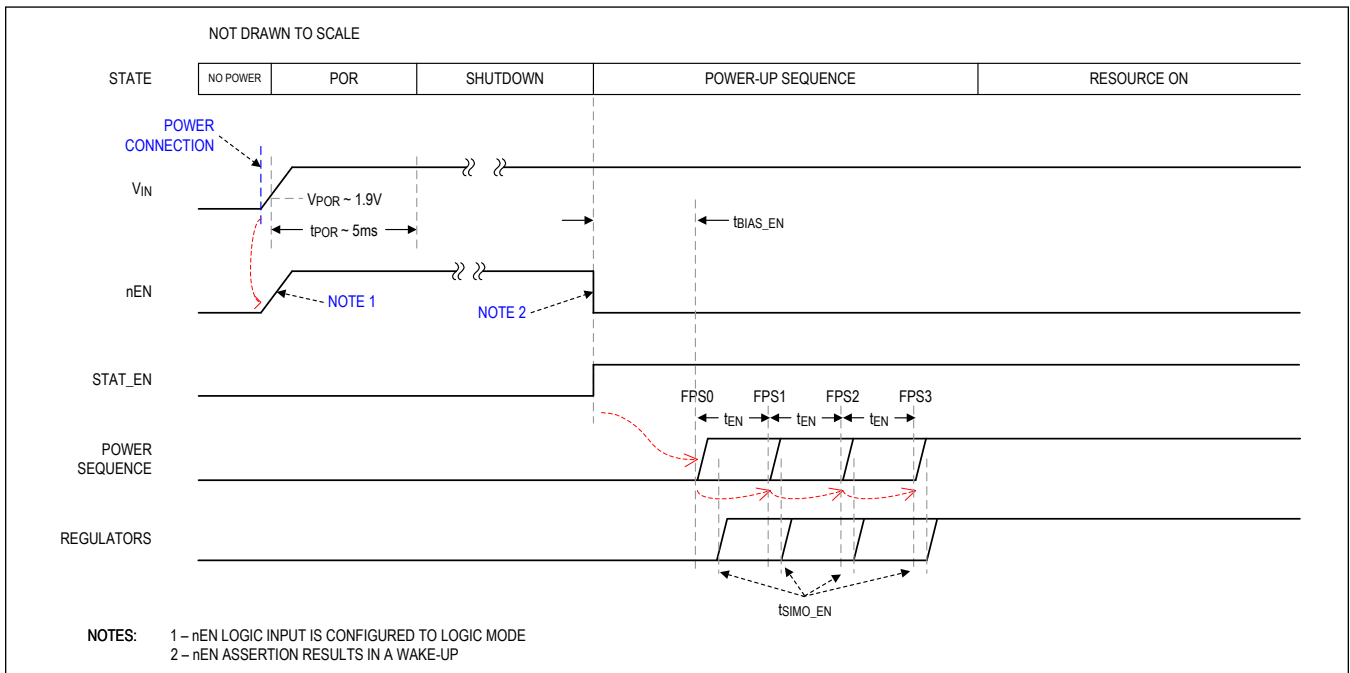 NOT DRAWN TO SCALE
STATE
NO POWER
POR
SHUTDOWN
POWER-UP SEQUENCE
RESOURCE ON
POWER
CONNECTION
VIN
VPOR ~ 1.9V
tPOR ~ 5ms
tBIAS_EN
nEN
NOTE 1
NOTE 2
STAT_EN
FPS0
FPS1
FPS2
FPS3
tEN
tEN
tEN
POWER
SEQUENCE
REGULATORS
tSIMO_EN
NOTES:
1 – nEN LOGIC INPUT IS CONFIGURED TO LOGIC MODE
2 – nEN ASSERTION RESULTS IN A WAKE-UP